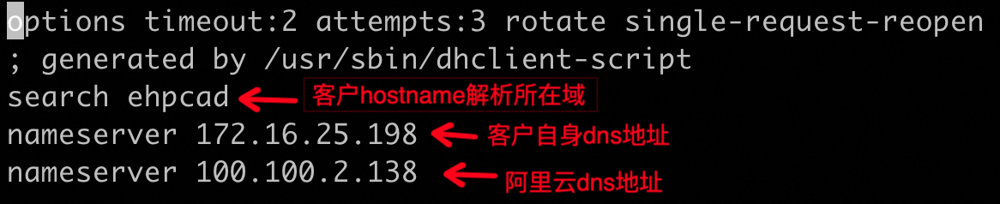 options timeout:2 attempts:3 rotate single-request-reopen
; generated by /usr/sbin/dhclient-script
search ehpcad 客户hostname解析所在域
nameserver 172.16.25.198 客户自身dns地址
nameserver 100.100.2.138 阿里云dns地址